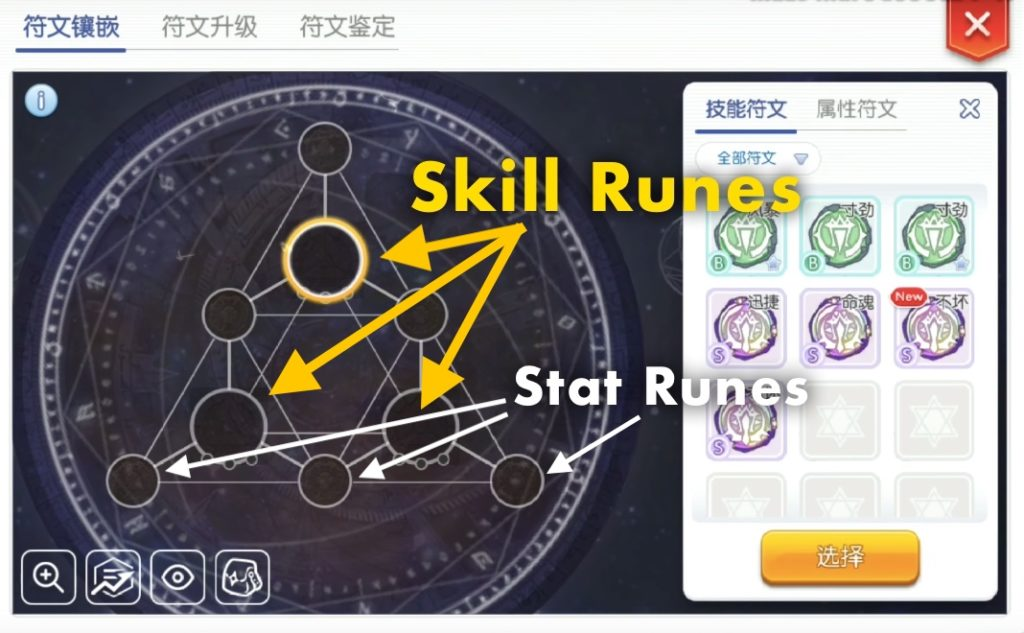 符文镶嵌 符文升级 符文鉴定
技能符文 属性符文
全部符文
Skill Runes
寸劲 寸劲
B B B
迅捷 命魂 New 不坏
S S S
Stat Runes
S
选择